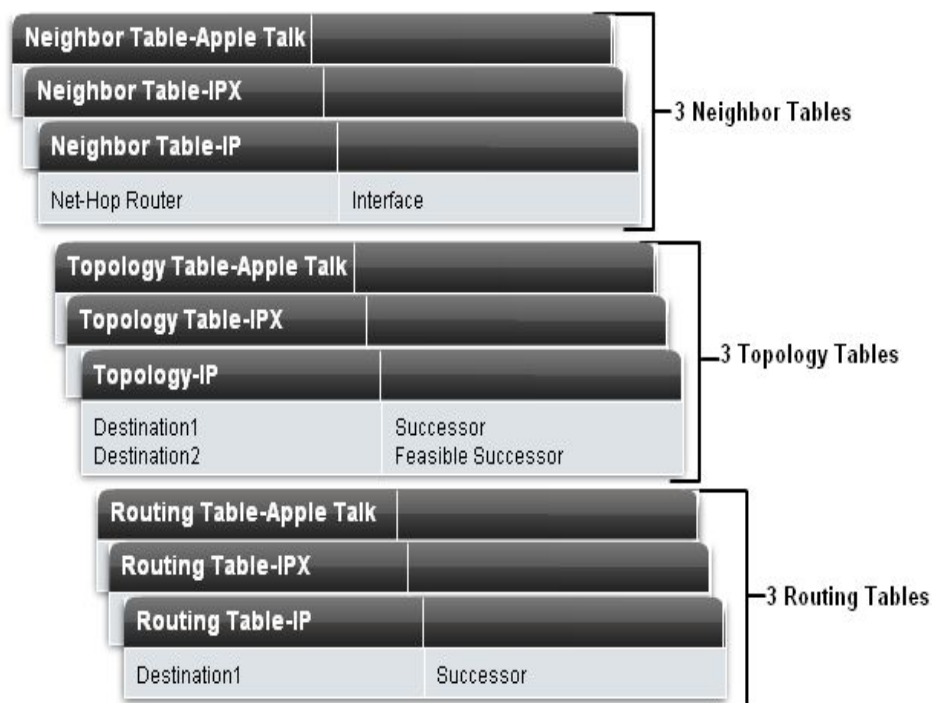 Neighbor Table-Apple Talk
Neighbor Table-IPX
3 Neighbor Tables
Neighbor Table-IP
Net-Hop Router Interface
Topology Table-Apple Talk
Topology Table-IPX
3 Topology Tables
Topology-IP
Destination1 Successor
Destination2 Feasible Successor
Routing Table-Apple Talk
Routing Table-IPX
3 Routing Tables
Routing Table-IP
Destination1 Successor